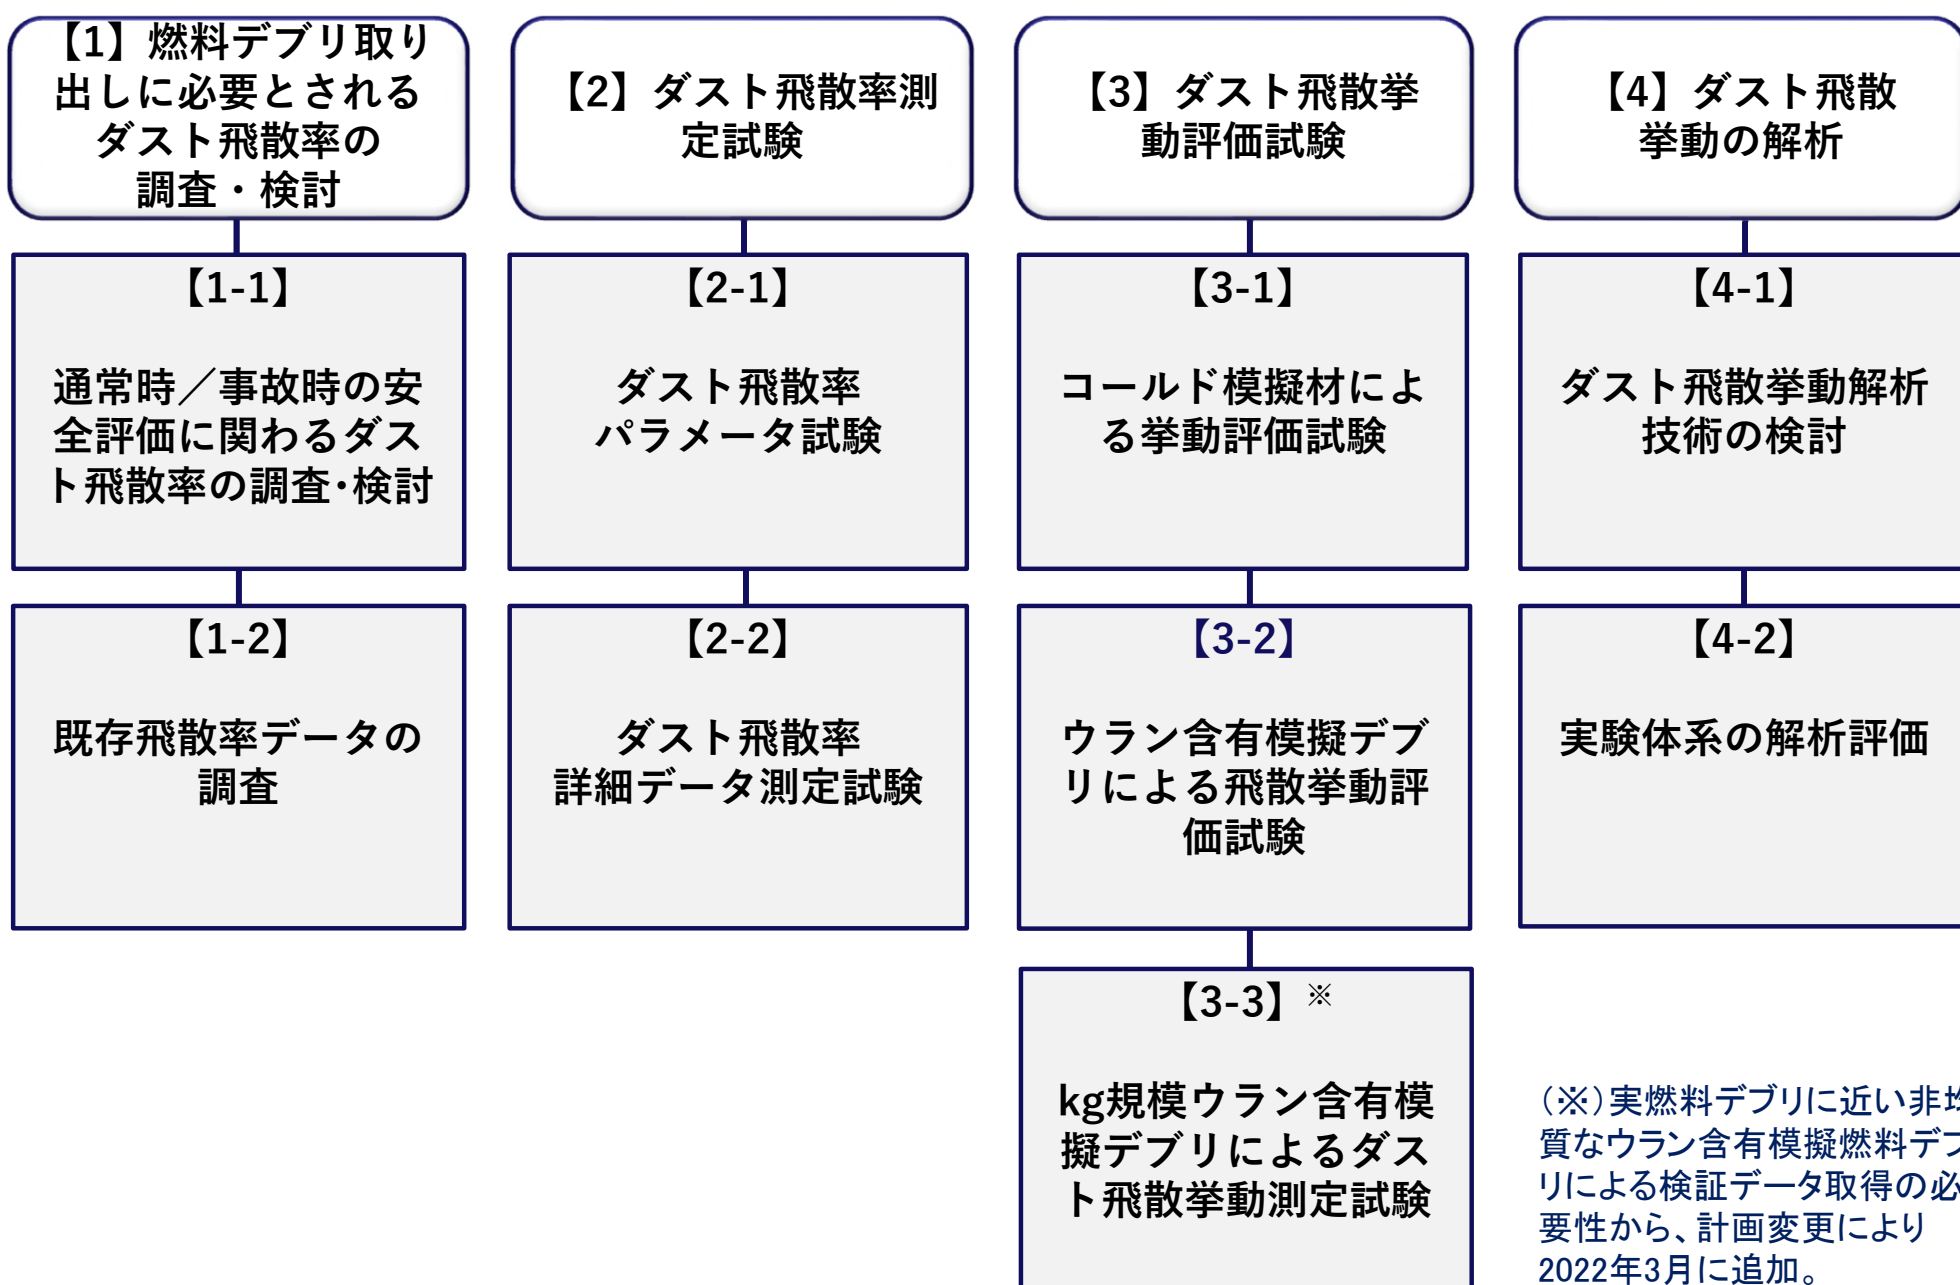 【1】燃料デブリ取り
出しに必要とされる
ダスト飛散率の
調査・検討
【1-1】
通常時／事故時の安
全評価に関わるダス
ト飛散率の調査・検討
【1-2】
既存飛散率データの
調査
【2】ダスト飛散率測
定試験
【2-1】
ダスト飛散率
パラメータ試験
【2-2】
ダスト飛散率
詳細データ測定試験
【3】ダスト飛散挙
動評価試験
【3-1】
コールド模擬材によ
る挙動評価試験
【3-2】
ウラン含有模擬デブ
リによる飛散挙動評
価試験
【3-3】※
kg規模ウラン含有模
擬デブリによるダス
ト飛散挙動測定試験
【4】ダスト飛散
挙動の解析
【4-1】
ダスト飛散挙動解析
技術の検討
【4-2】
実験体系の解析評価
（※）実燃料デブリに近い非均
質なウラン含有模擬燃料デブ
リによる検証データ取得の必
要性から、計画変更により
2022年3月に追加。